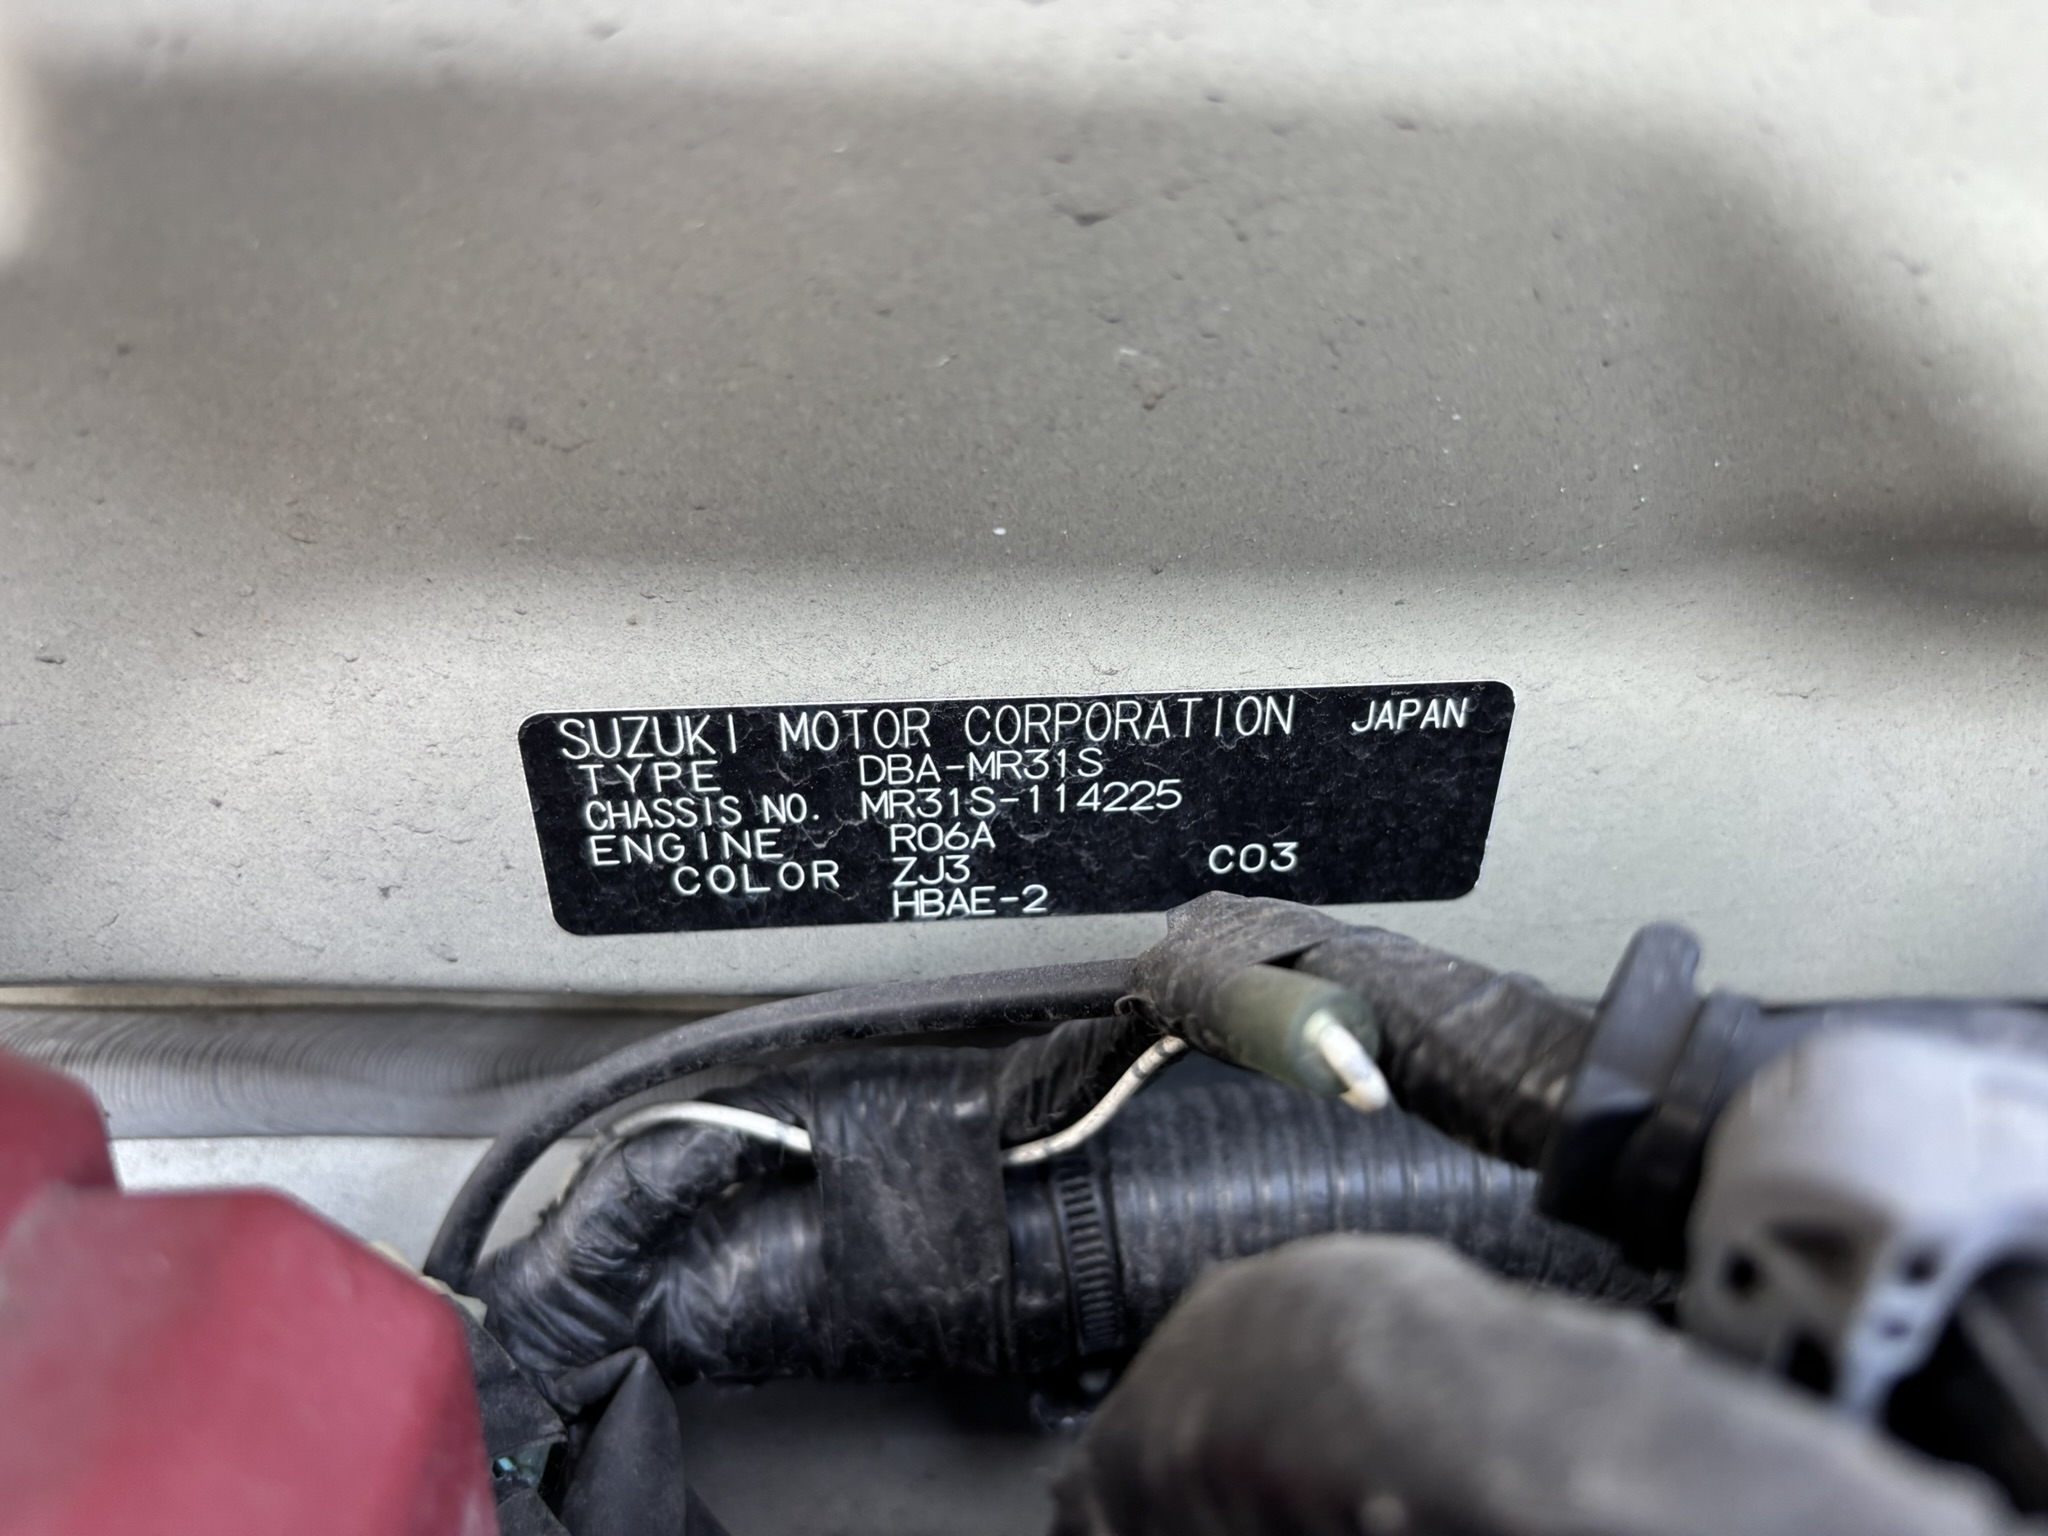 SUZUKI MOTOR CORPORATION JAPAN
TYPE DBA-MR31S
CHASSIS NO. MR31S-114225
ENGINE R06A
COLOR ZJ3 C03
HBAE-2